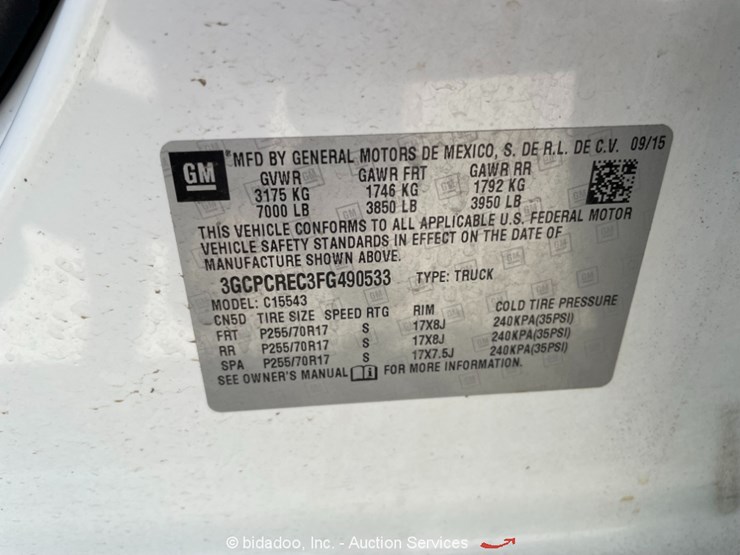 GM
MFD BY GENERAL MOTORS DE MEXICO, S. DE R.L. DE C.V. 09/15
GVWR GAWR FRT GAWR RR
3175 KG 1746 KG 1792 KG
7000 LB 3850 LB 3950 LB
THIS VEHICLE CONFORMS TO ALL APPLICABLE U.S. FEDERAL MOTOR
VEHICLE SAFETY STANDARDS IN EFFECT ON THE DATE OF
MANUFACTURE SHOWN ABOVE.
3GCPCREC3FG490533 TYPE: TRUCK
MODEL: C15543
CN5D TIRE SIZE SPEED RTG RIM COLD TIRE PRESSURE
FRT P255/70R17 S 17X8J 240KPA(35PSI)
RR P255/70R17 S 17X8J 240KPA(35PSI)
SPA P255/70R17 S 17X7.5J 240KPA(35PSI)
SEE OWNER'S MANUAL FOR MORE INFORMATION.
© bidadoo, Inc. - Auction Services